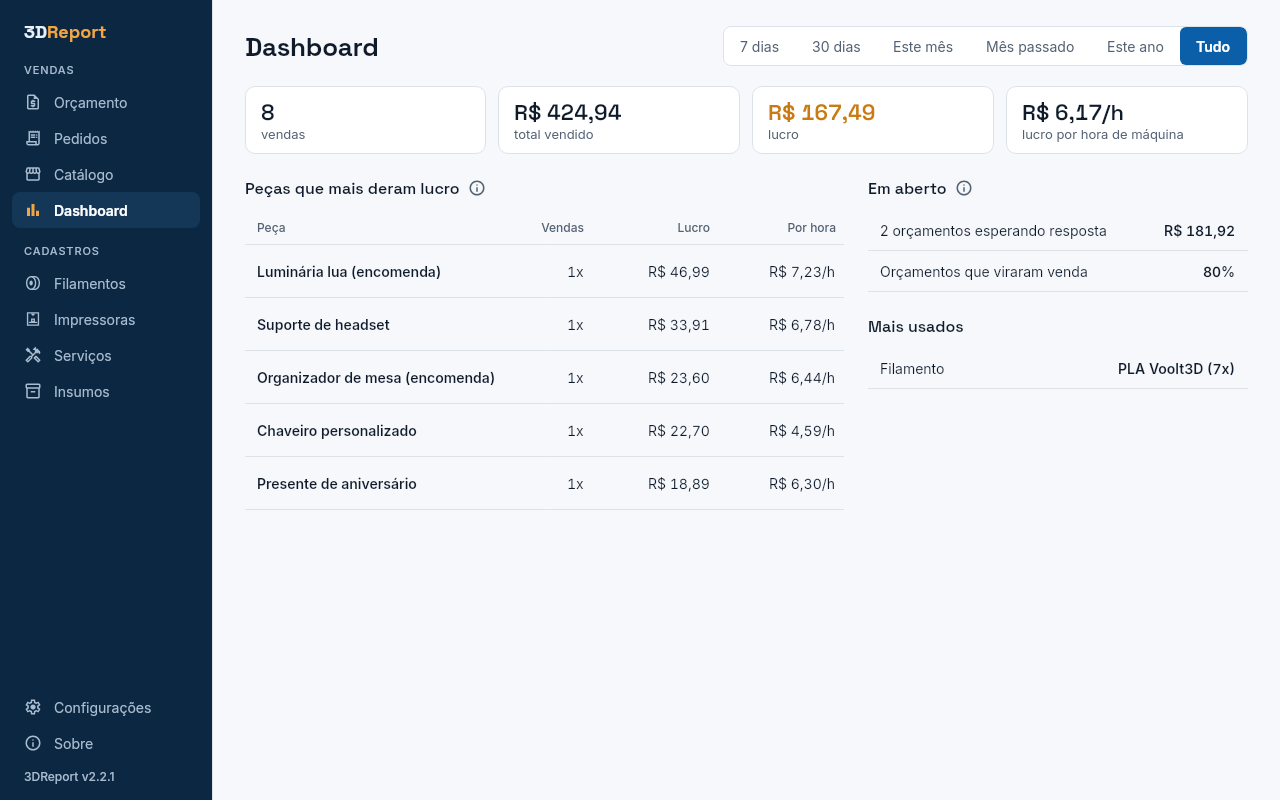 3DReport
VENDAS
Orçamento
Pedidos
Catálogo
Dashboard
CADASTROS
Filamentos
Impressoras
Serviços
Insumos
Configurações
Sobre
3DReport v2.2.1
Dashboard
7 dias 30 dias Este mês Mês passado Este ano Tudo
8
vendas
R$ 424,94
total vendido
R$ 167,49
lucro
R$ 6,17/h
lucro por hora de máquina
Peças que mais deram lucro
Peça Vendas Lucro Por hora
Luminária lua (encomenda) 1x R$ 46,99 R$ 7,23/h
Suporte de headset 1x R$ 33,91 R$ 6,78/h
Organizador de mesa (encomenda) 1x R$ 23,60 R$ 6,44/h
Chaveiro personalizado 1x R$ 22,70 R$ 4,59/h
Presente de aniversário 1x R$ 18,89 R$ 6,30/h
Em aberto
2 orçamentos esperando resposta R$ 181,92
Orçamentos que viraram venda 80%
Mais usados
Filamento PLA Voolt3D (7x)